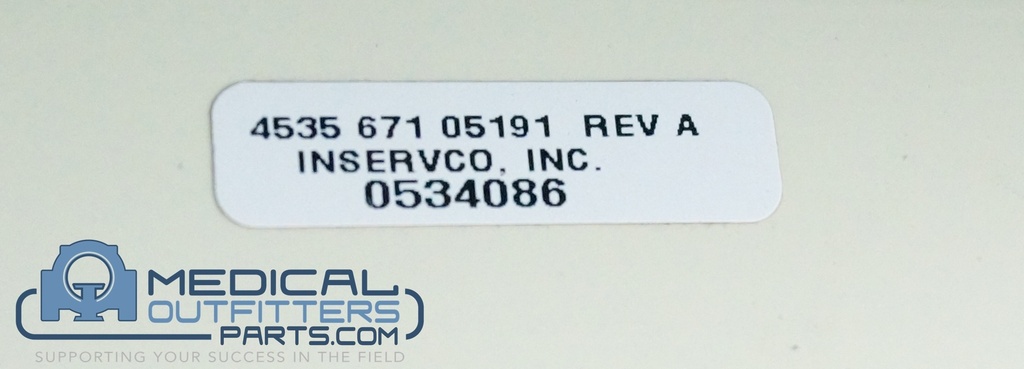 4535 671 05191 REV A
INSERVCO, INC.
0534086
MEDICAL
OUTFITTERS
PARTS.COM
SUPPORTING YOUR SUCCESS IN THE FIELD